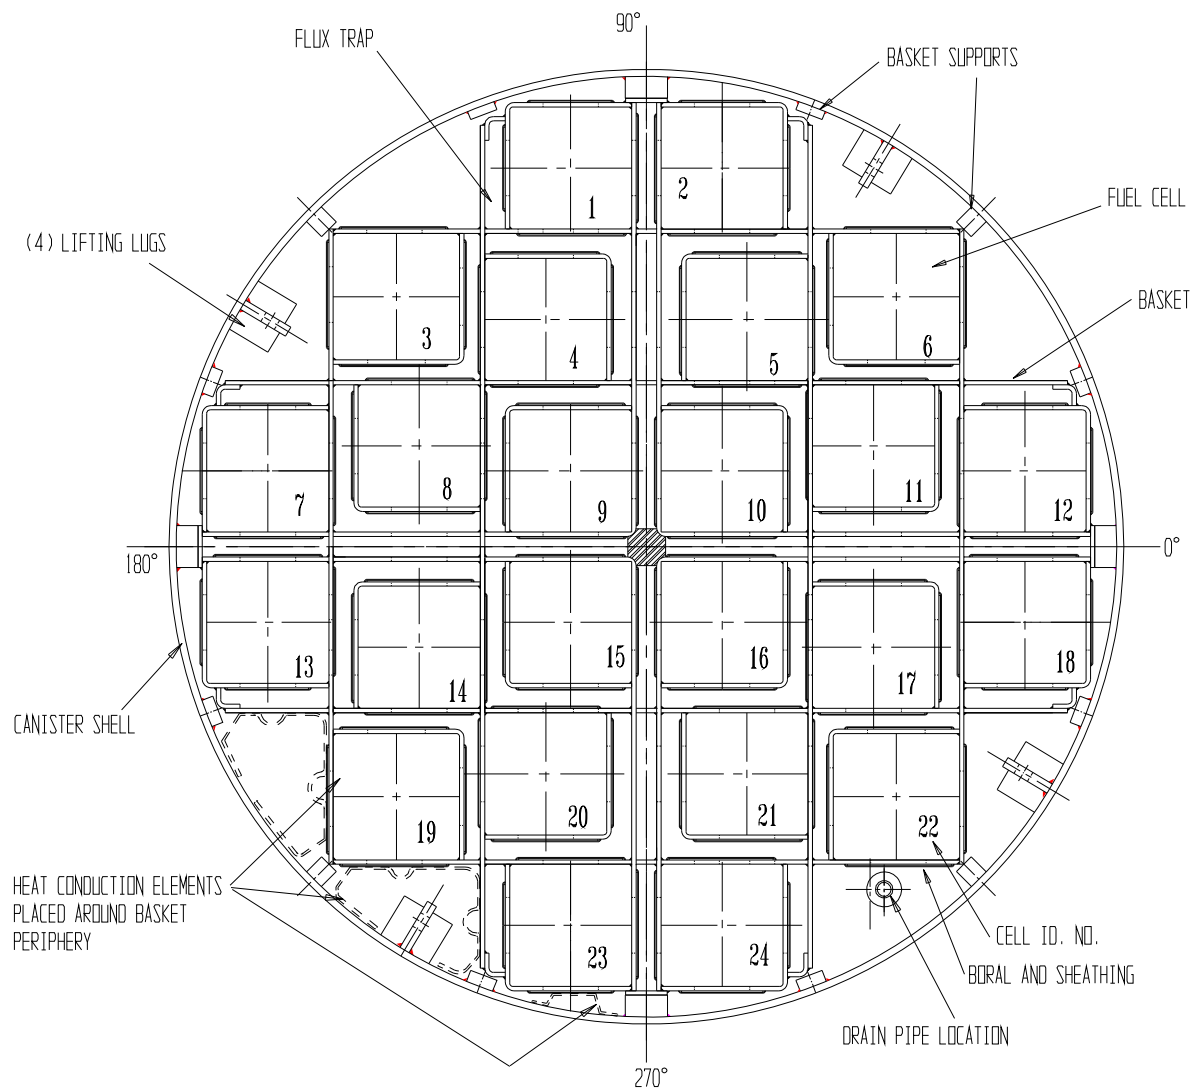 90°
FLUX TRAP
BASKET SUPPORTS
1
2
FUEL CELL
(4) LIFTING LUGS
BASKET
3
4
5
6
7
8
9
10
11
12
180°
0°
13
14
15
16
17
18
CANISTER SHELL
19
20
21
22
HEAT CONDUCTION ELEMENTS
PLACED AROUND BASKET
PERIPHERY
23
24
CELL ID. NO.
BORAL AND SHEATHING
DRAIN PIPE LOCATION
270°